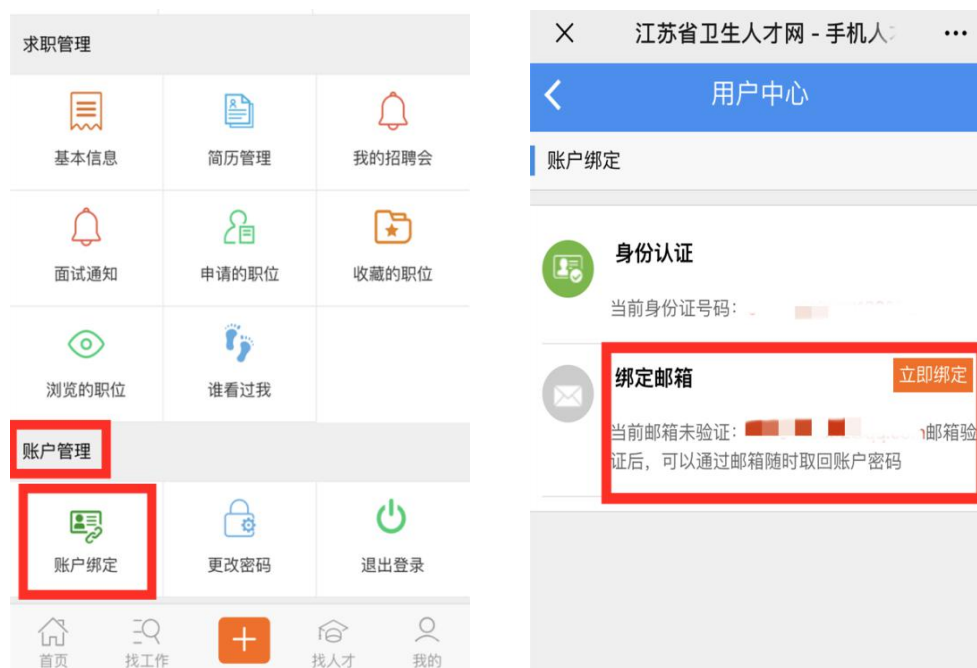 求职管理
基本信息
简历管理
我的招聘会
面试通知
申请的职位
收藏的职位
浏览的职位
谁看过我
账户管理
账户绑定
更改密码
退出登录
首页
找工作
找人才
我的
江苏省卫生人才网 - 手机人
用户中心
账户绑定
身份认证
当前身份证号码：
绑定邮箱
立即绑定
当前邮箱未验证： 邮箱验
证后，可以通过邮箱随时取回账户密码